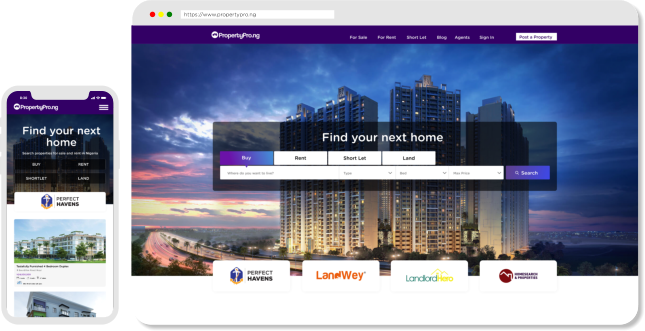 https://www.propertypro.ng
PropertyPro.ng
For Sale
For Rent
Short Let
Blog
Agents
Sign In
Post a Property
Find your next home
Buy
Rent
Short Let
Land
Where do you want to live?
Type
Max Price
Search
PERFECT
HAVENS
LandWey
Landlord
HOMESEARCH
& PROPERTIES
PropertyPro.ng
Find your next
home
Search properties for sale and rent in Nigeria
BUY
RENT
SHORTLET
LAND
PERFECT
HAVENS